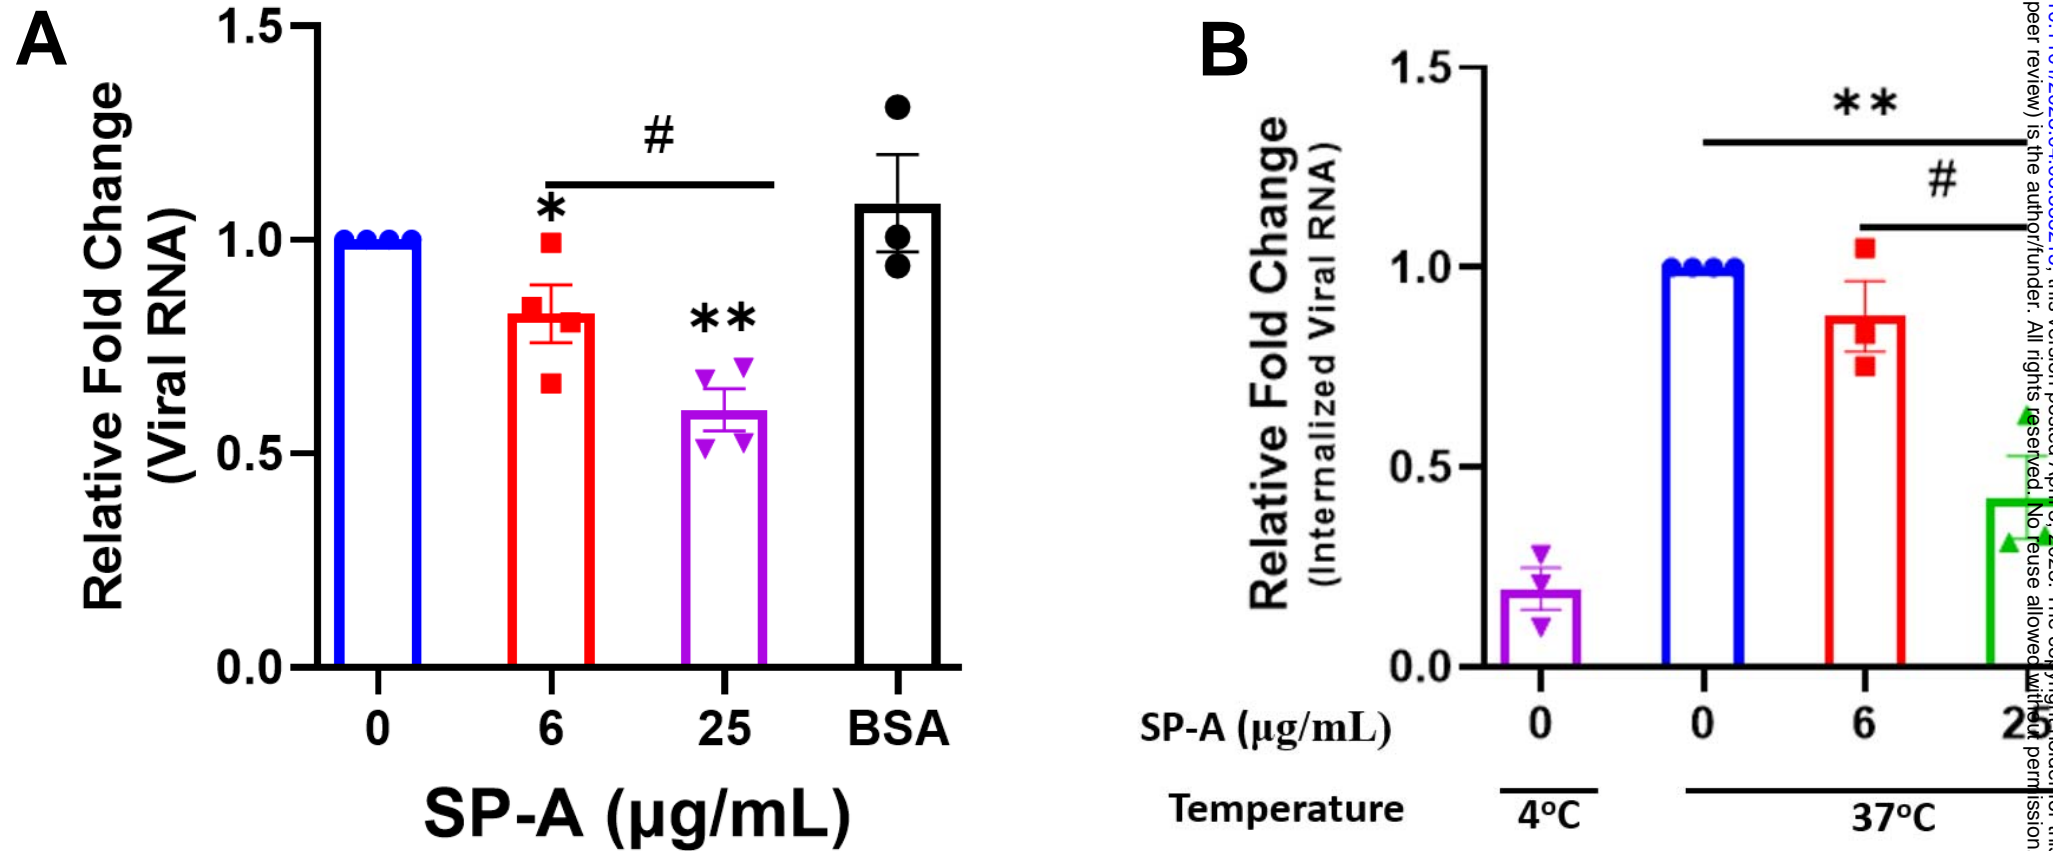 A
1.5
1.0
0.5
0.0
Relative Fold Change
(Viral RNA)
#
*
**
0 6 25 BSA
SP-A (μg/mL)
B
1.5
1.0
0.5
0.0
Relative Fold Change
(Internalized Viral RNA)
**
#
SP-A (μg/mL) 0 0 6 25
Temperature 4°C 37°C
peer review) is the author/funder. All rights reserved. No reuse allowed without permission